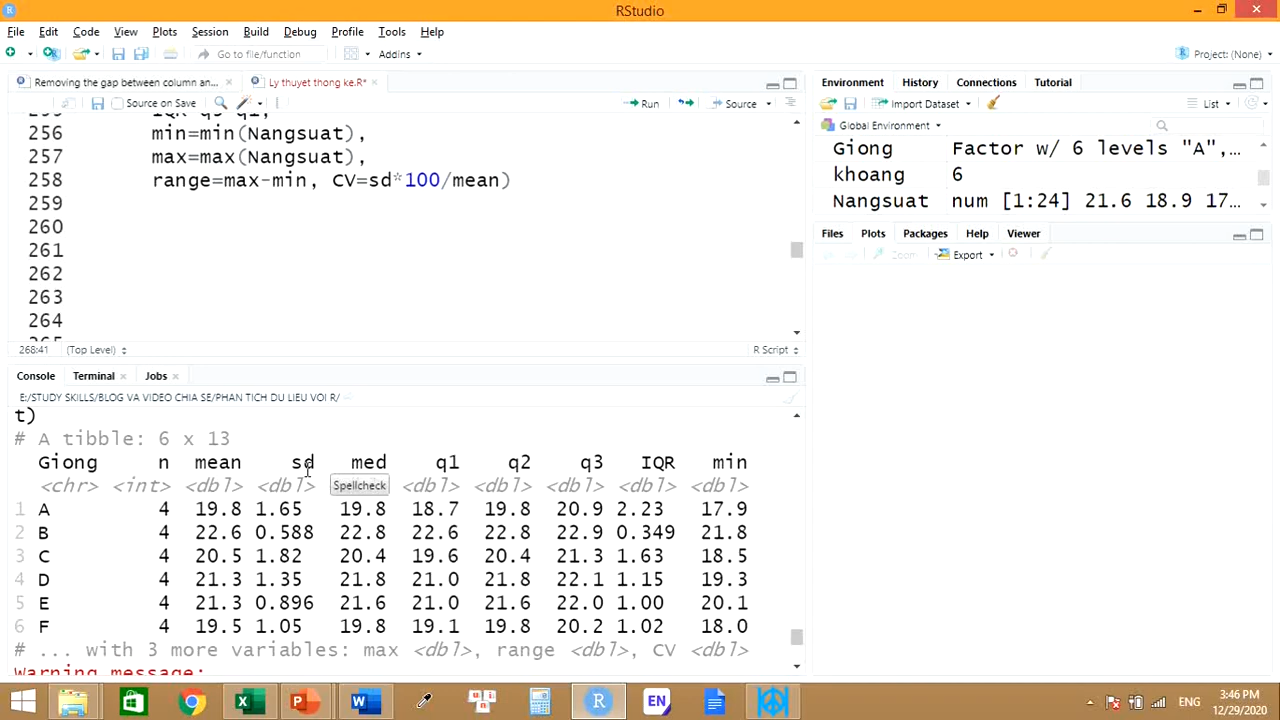 RStudio
File Edit Code View Plots Session Build Debug Profile Tools Help
Go to file/function Addins Project: (None)
Removing the gap between column an... Ly thuyet thong ke.R*
Source on Save Run Source
256 min=min(Nangsuat),
257 max=max(Nangsuat),
258 range=max-min, CV=sd*100/mean)
259
260
261
262
263
264
268:41 (Top Level) R Script
Console Terminal Jobs
E:/STUDY SKILLS/BLOG VA VIDEO CHIA SE/PHAN TICH DU LIEU VOI R/
t)
# A tibble: 6 x 13
Giong n mean sd med q1 q2 q3 IQR min
<chr> <int> <dbl> <dbl> Spellcheck <dbl> <dbl> <dbl> <dbl> <dbl>
1 A 4 19.8 1.65 19.8 18.7 19.8 20.9 2.23 17.9
2 B 4 22.6 0.588 22.8 22.6 22.8 22.9 0.349 21.8
3 C 4 20.5 1.82 20.4 19.6 20.4 21.3 1.63 18.5
4 D 4 21.3 1.35 21.8 21.0 21.8 22.1 1.15 19.3
5 E 4 21.3 0.896 21.6 21.0 21.6 22.0 1.00 20.1
6 F 4 19.5 1.05 19.8 19.1 19.8 20.2 1.02 18.0
# ... with 3 more variables: max <dbl>, range <dbl>, CV <dbl>
Warning message:
Environment History Connections Tutorial
Import Dataset List
Global Environment
Giong Factor w/ 6 levels "A",...
khoang 6
Nangsuat num [1:24] 21.6 18.9 17...
Files Plots Packages Help Viewer
Zoom Export
EN
ENG
3:46 PM
12/29/2020